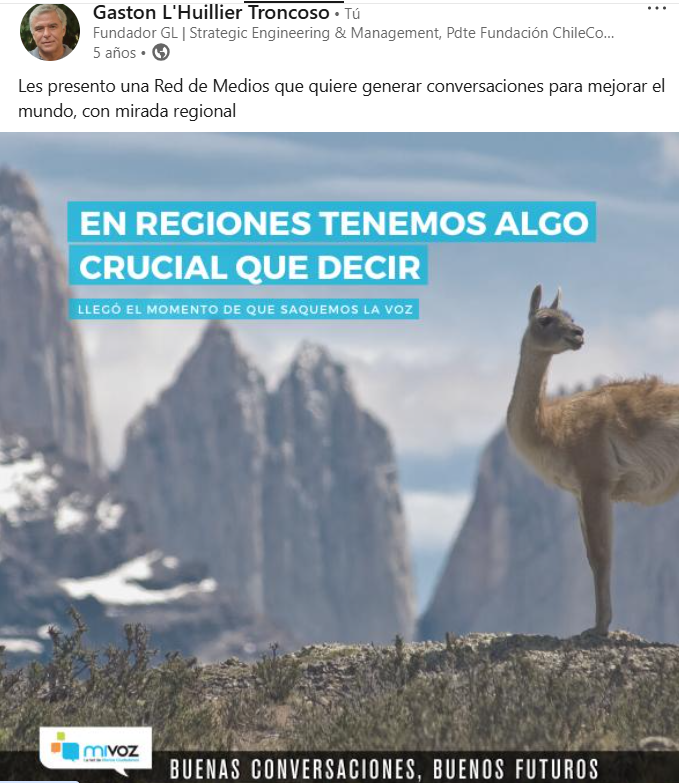 Gaston L'Huillier Troncoso • Tú
Fundador GL | Strategic Engineering & Management, Pdte Fundación ChileCo...
5 años •
Les presento una Red de Medios que quiere generar conversaciones para mejorar el
mundo, con mirada regional
EN REGIONES TENEMOS ALGO
CRUCIAL QUE DECIR
LLEGÓ EL MOMENTO DE QUE SAQUEMOS LA VOZ
mivoz
BUENAS CONVERSACIONES, BUENOS FUTUROS